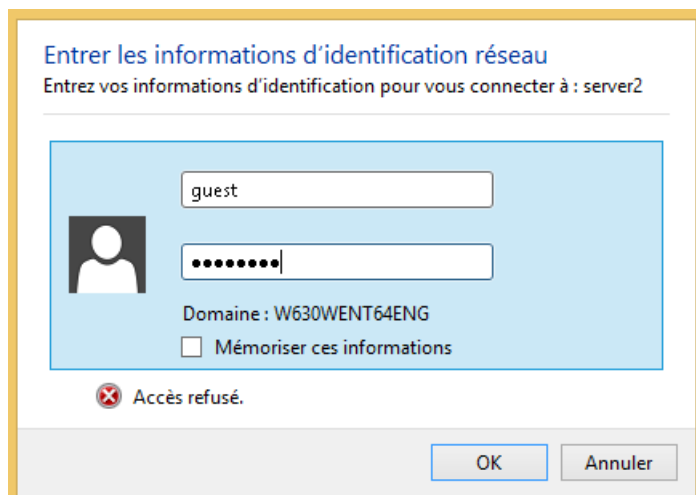 Entrer les informations d’identification réseau
Entrez vos informations d'identification pour vous connecter à : server2
guest
●●●●●●●●
Domaine : W630WENT64ENG
Mémoriser ces informations
Accès refusé.
OK
Annuler